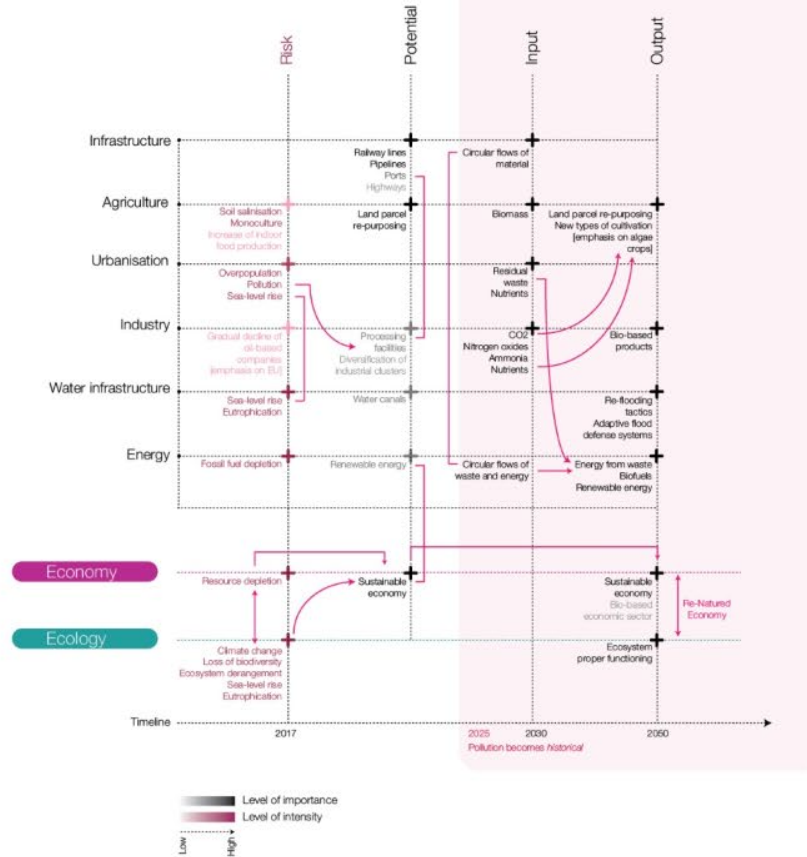 Risk
Potential
Input
Output
Infrastructure
Railway lines
Pipelines
Ports
Highways
Circular flows of
material
Agriculture
Soil salinisation
Monoculture
Increase of indoor
food production
Land parcel
re-purposing
Biomass
Land parcel re-purposing
New types of cultivation
[emphasis on algae
crops]
Urbanisation
Overpopulation
Pollution
Sea-level rise
Residual
waste
Nutrients
Industry
Gradual decline of
oil-based
companies
[emphasis on EU]
Processing
facilities
Diversification of
industrial clusters
CO2
Nitrogen oxides
Ammonia
Nutrients
Bio-based
products
Water infrastructure
Sea-level rise
Eutrophication
Water canals
Re-flooding
tactics
Adaptive flood
defense systems
Energy
Fossil fuel depletion
Renewable energy
Circular flows of
waste and energy
Energy from waste
Biofuels
Renewable energy
Economy
Resource depletion
Sustainable
economy
Sustainable
economy
Bio-based
economic sector
Re-Natured
Economy
Ecology
Climate change
Loss of biodiversity
Ecosystem derangement
Sea-level rise
Eutrophication
Ecosystem
proper functioning
Timeline
2017
2025
2030
2050
Pollution becomes historical
Level of importance
Level of intensity
Low
High